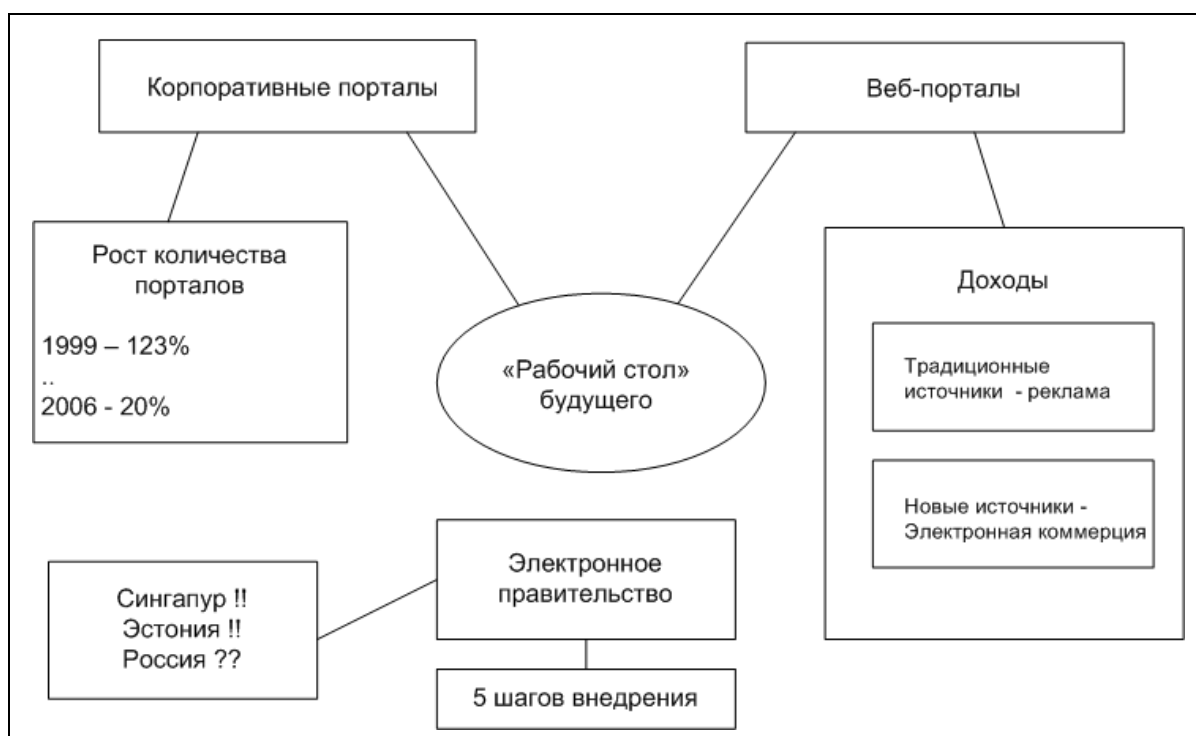 Корпоративные порталы
Веб-порталы
Рост количества
порталов
1999 – 123%
..
2006 - 20%
«Рабочий стол»
будущего
Доходы
Традиционные
источники - реклама
Новые источники -
Электронная коммерция
Электронное
правительство
Сингапур !!
Эстония !!
Россия ??
5 шагов внедрения